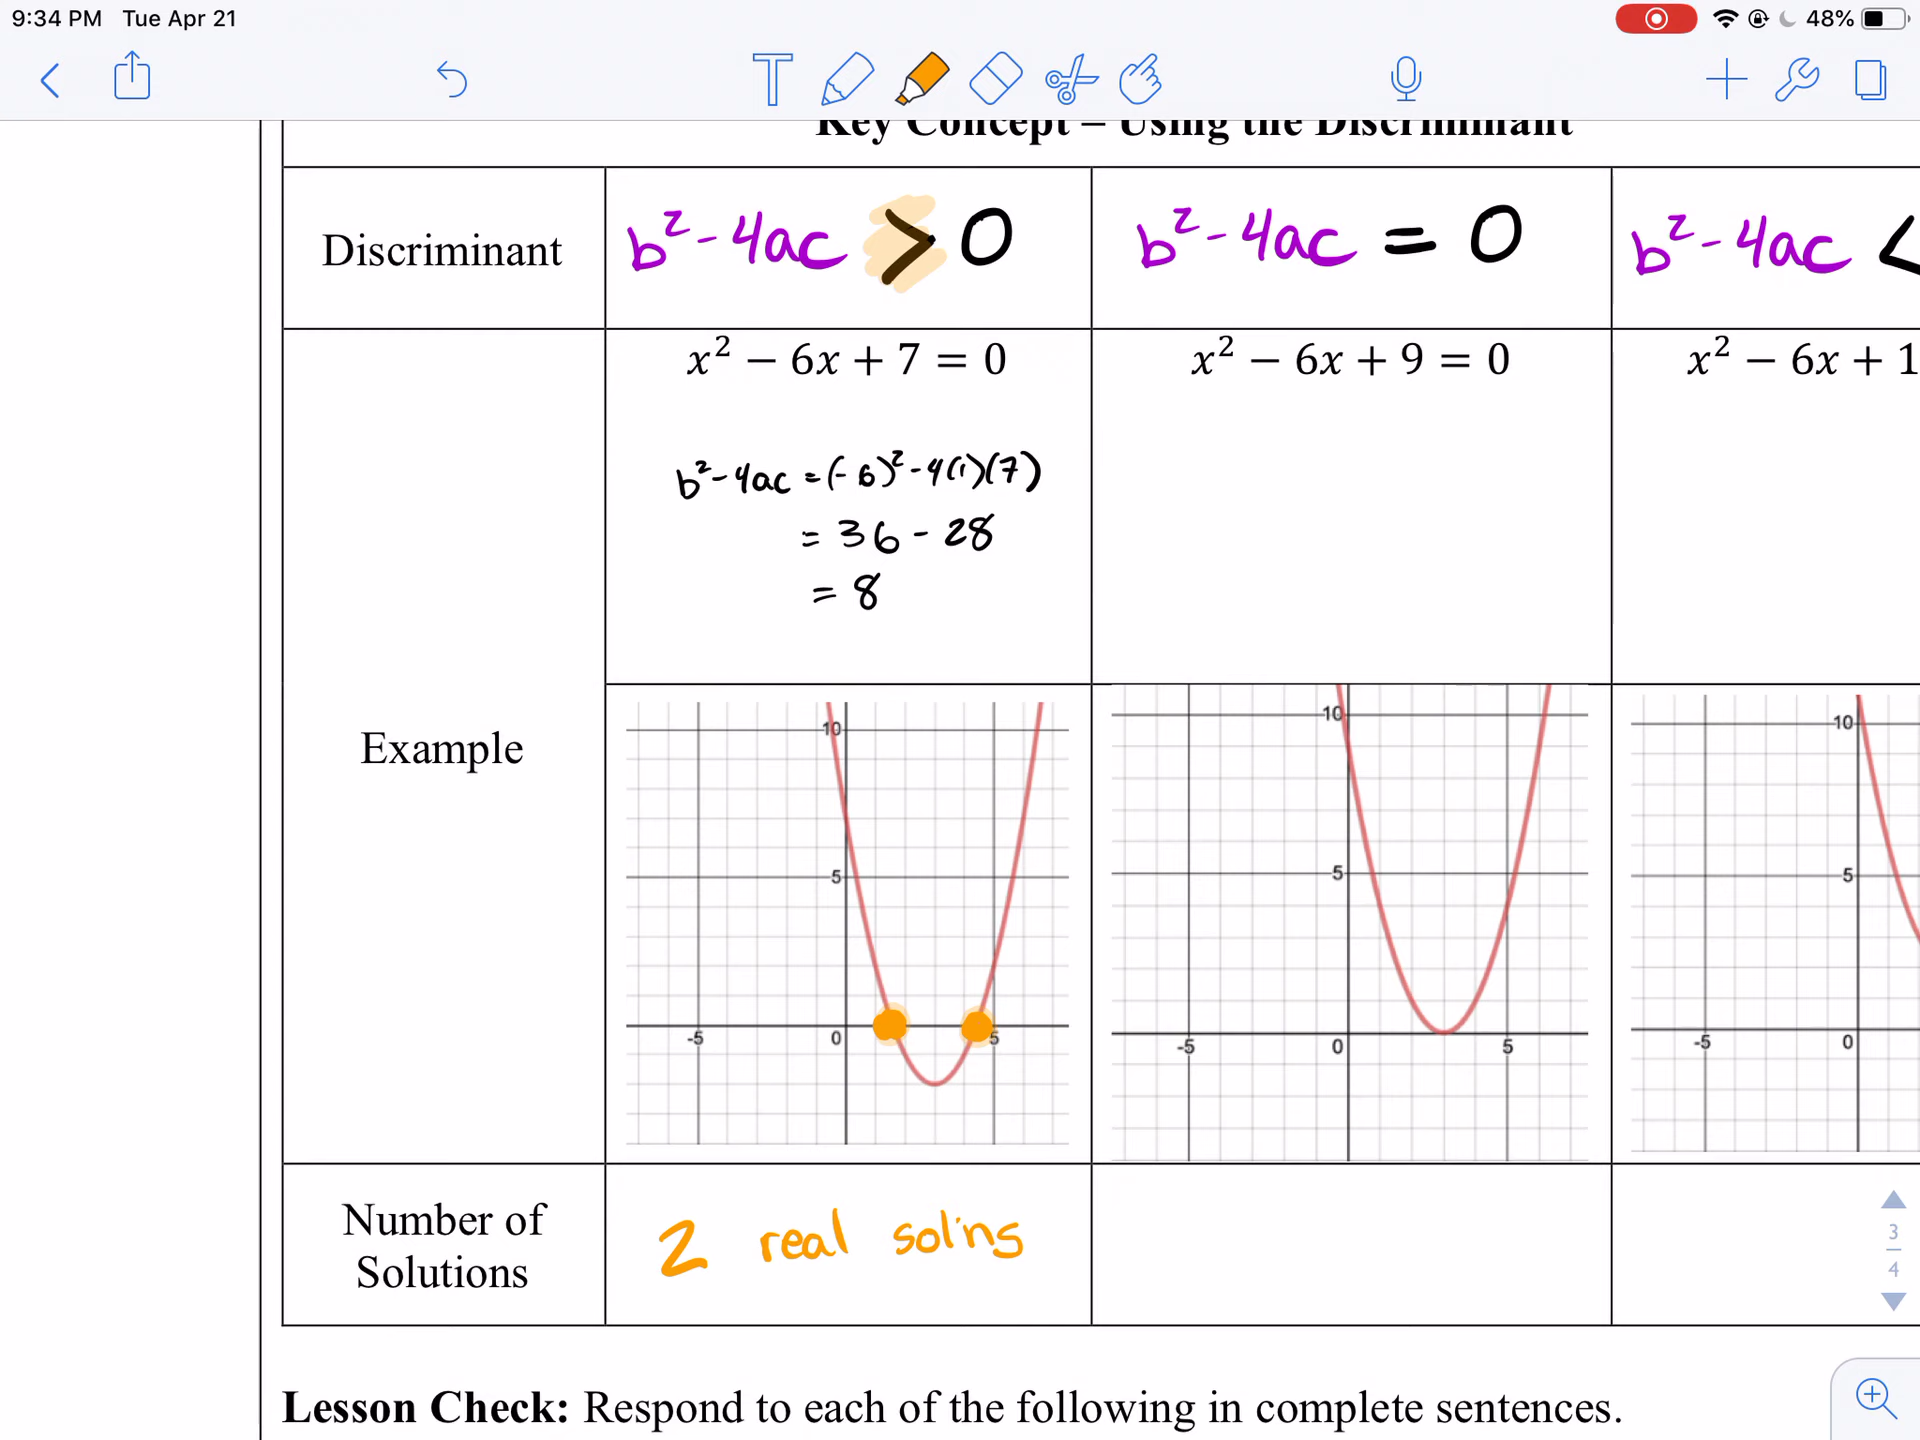 9:34 PM Tue Apr 21
48%
T
Key Concept – Using the Discriminant
Discriminant
b² - 4ac > 0
b² - 4ac = 0
b² - 4ac <
x² − 6x + 7 = 0
x² − 6x + 9 = 0
x² − 6x + 1
b² - 4ac = (-6)² - 4(1)(7)
= 36 - 28
= 8
Example
10
5
-5
0
5
10
5
-5
0
5
10
5
-5
0
Number of
Solutions
2 real sol'ns
3
4
Lesson Check: Respond to each of the following in complete sentences.